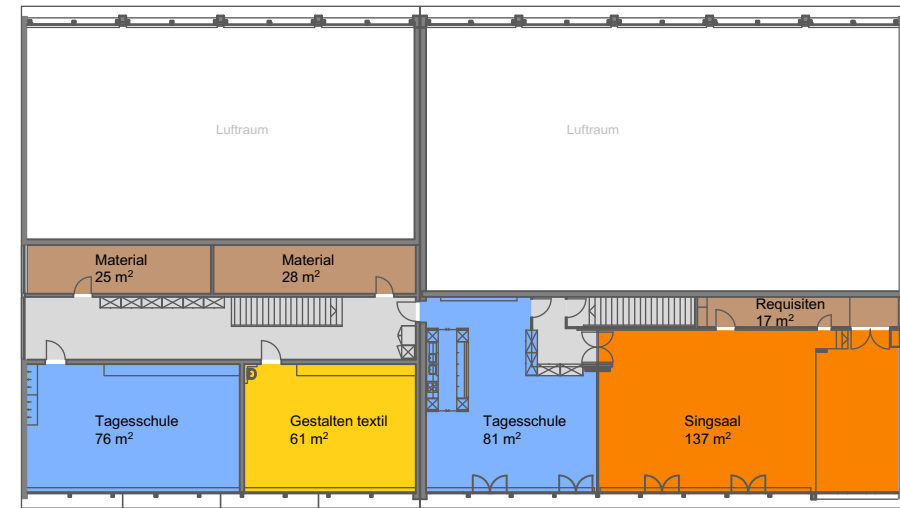 Luftraum
Luftraum
Material
25 m²
Material
28 m²
Requisiten
17 m²
Tagesschule
76 m²
Gestalten textil
61 m²
Tagesschule
81 m²
Singsaal
137 m²